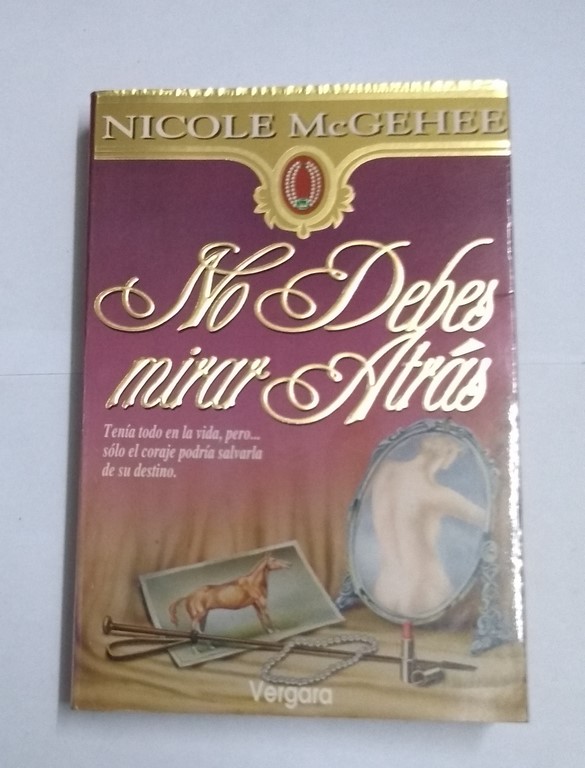 NICOLE McGEHEE
No Debes
mirar Atrás
Tenía todo en la vida, pero...
sólo el coraje podría salvarla
de su destino.
Vergara